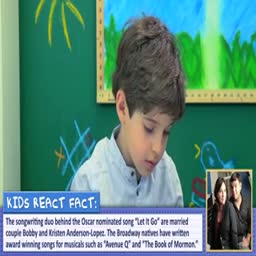 KIDS REACT FACT:
The songwriting duo behind the Oscar nominated song "Let It Go" are married
couple Bobby and Kristen Anderson-Lopez. The Broadway natives have written
award winning songs for musicals such as "Avenue Q" and "The Book of Mormon."